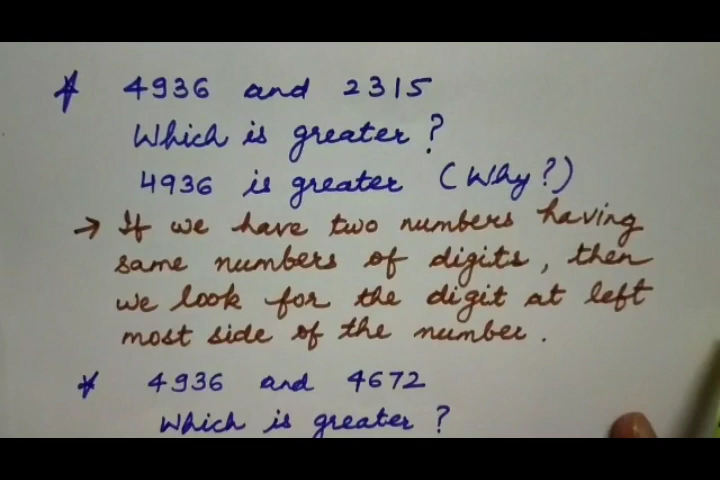 * 4936 and 2315
Which is greater?
4936 is greater (Why?)
→ If we have two numbers having
same numbers of digits, then
we look for the digit at left
most side of the number.
* 4936 and 4672
Which is greater?